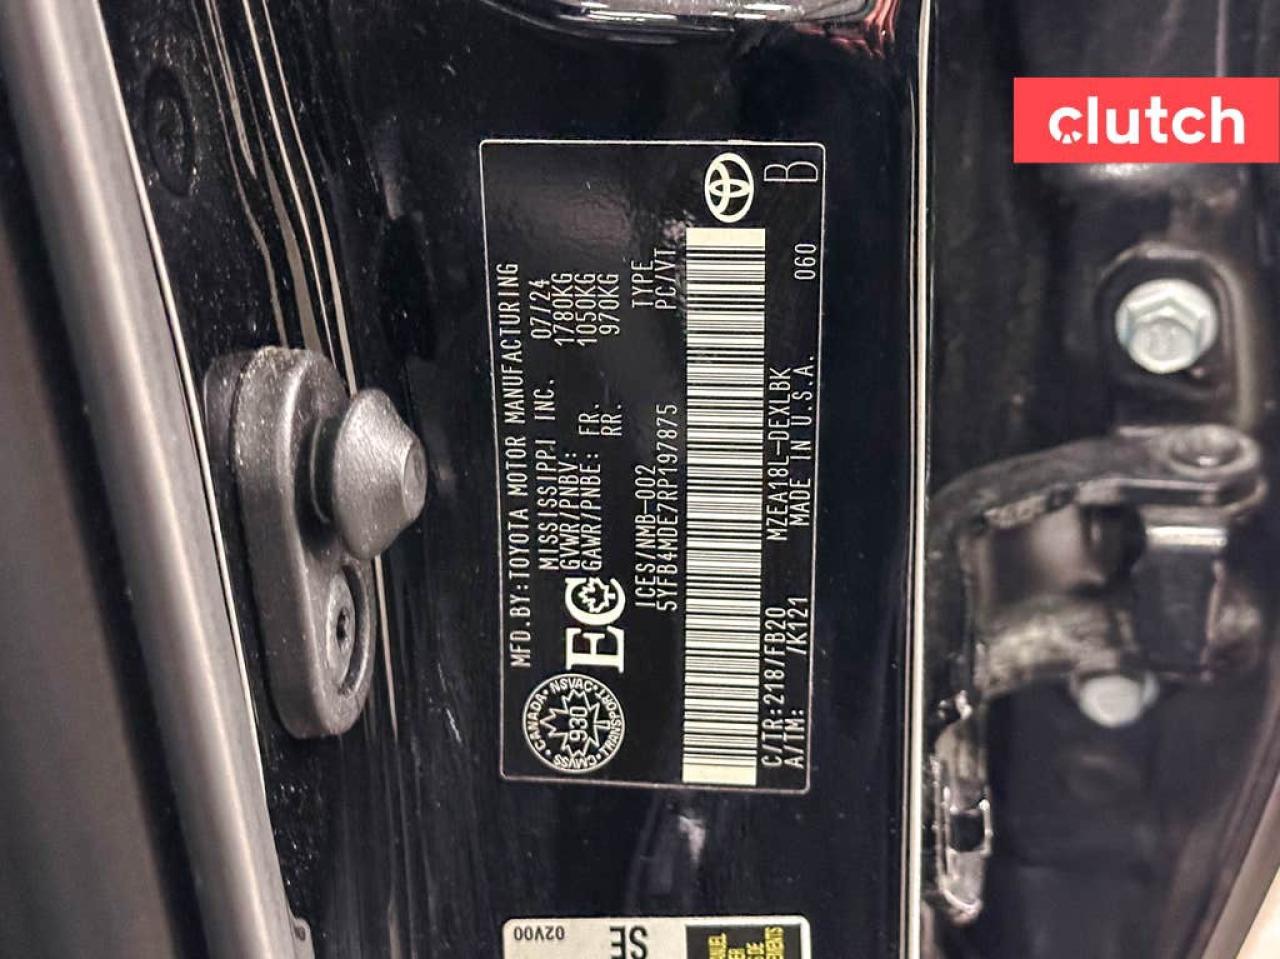 clutch
MFD.BY:TOYOTA MOTOR MANUFACTURING
MISSISSIPPI INC. 07/24
GVWR/PNBV: 1780KG
GAWR/PNBE: FR. 1050KG
RR. 970KG
EC
ICES/NMB-002 TYPE
5YFB4MDE7RP197875 PC/VT
CANADA • NSVAC • TRANSPORT • CMVSS •
930
C/TR:218/FB20 MZEA18L-DEXLBK B
A/TM: /K121 MADE IN U.S.A. 060
02V00
SE